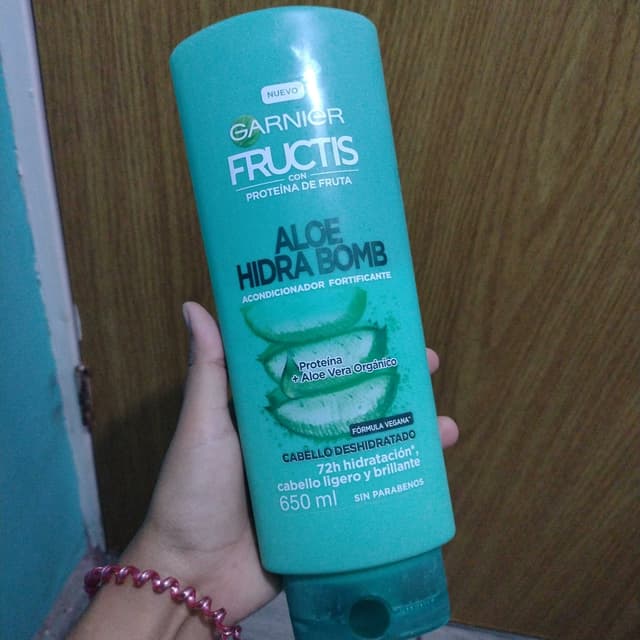 NUEVO
GARNIER
FRUCTIS
CON
PROTEÍNA DE FRUTA
ALOE
HIDRA BOMB
ACONDICIONADOR FORTIFICANTE
Proteína
+ Aloe Vera Orgánico
FÓRMULA VEGANA*
CABELLO DESHIDRATADO
72h hidratación*,
cabello ligero y brillante
650 ml SIN PARABENOS